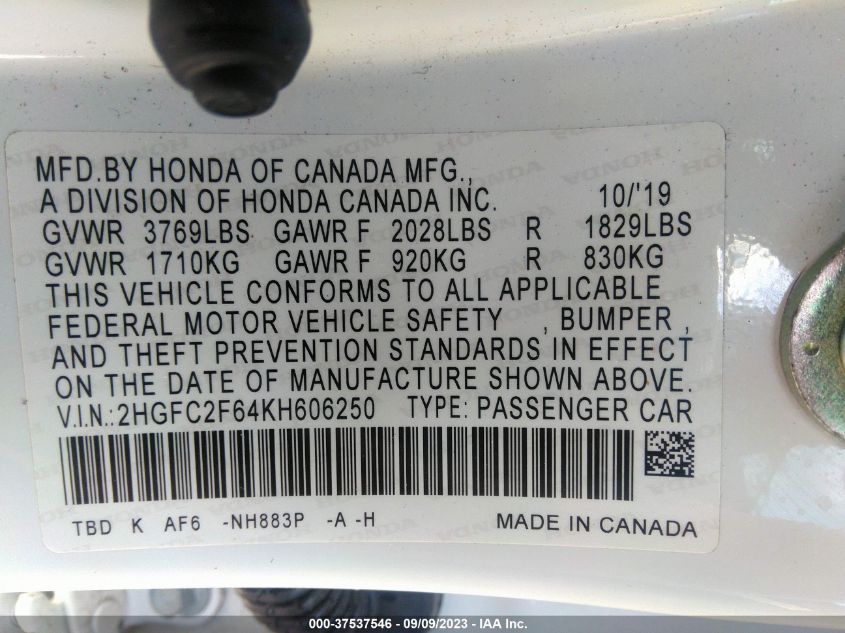 MFD.BY HONDA OF CANADA MFG.,
A DIVISION OF HONDA CANADA INC. 10/'19
GVWR 3769LBS GAWR F 2028LBS R 1829LBS
GVWR 1710KG GAWR F 920KG R 830KG
THIS VEHICLE CONFORMS TO ALL APPLICABLE
FEDERAL MOTOR VEHICLE SAFETY , BUMPER ,
AND THEFT PREVENTION STANDARDS IN EFFECT
ON THE DATE OF MANUFACTURE SHOWN ABOVE.
V.I.N.:2HGFC2F64KH606250 TYPE: PASSENGER CAR
TBD K AF6 -NH883P -A -H MADE IN CANADA
000-37537546 - 09/09/2023 - IAA Inc.